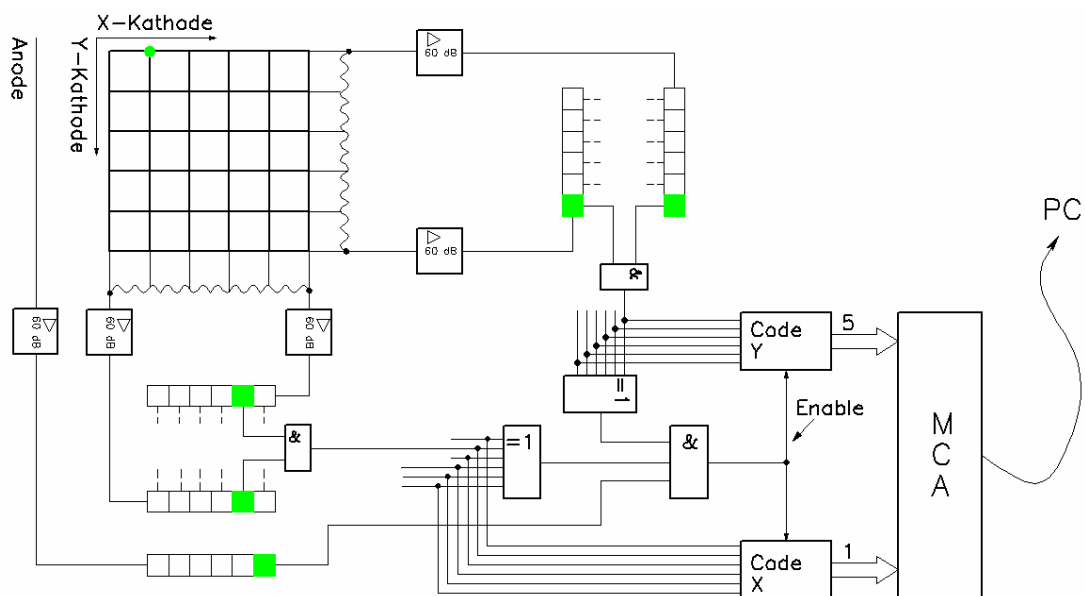 X-Kathode
Y-Kathode
Anode
60 dB
60 dB
PC
&
Code
Y
5
=1
Enable
60 dB
60 dB
60 dB
&
=1
&
MCA
Code
X
1